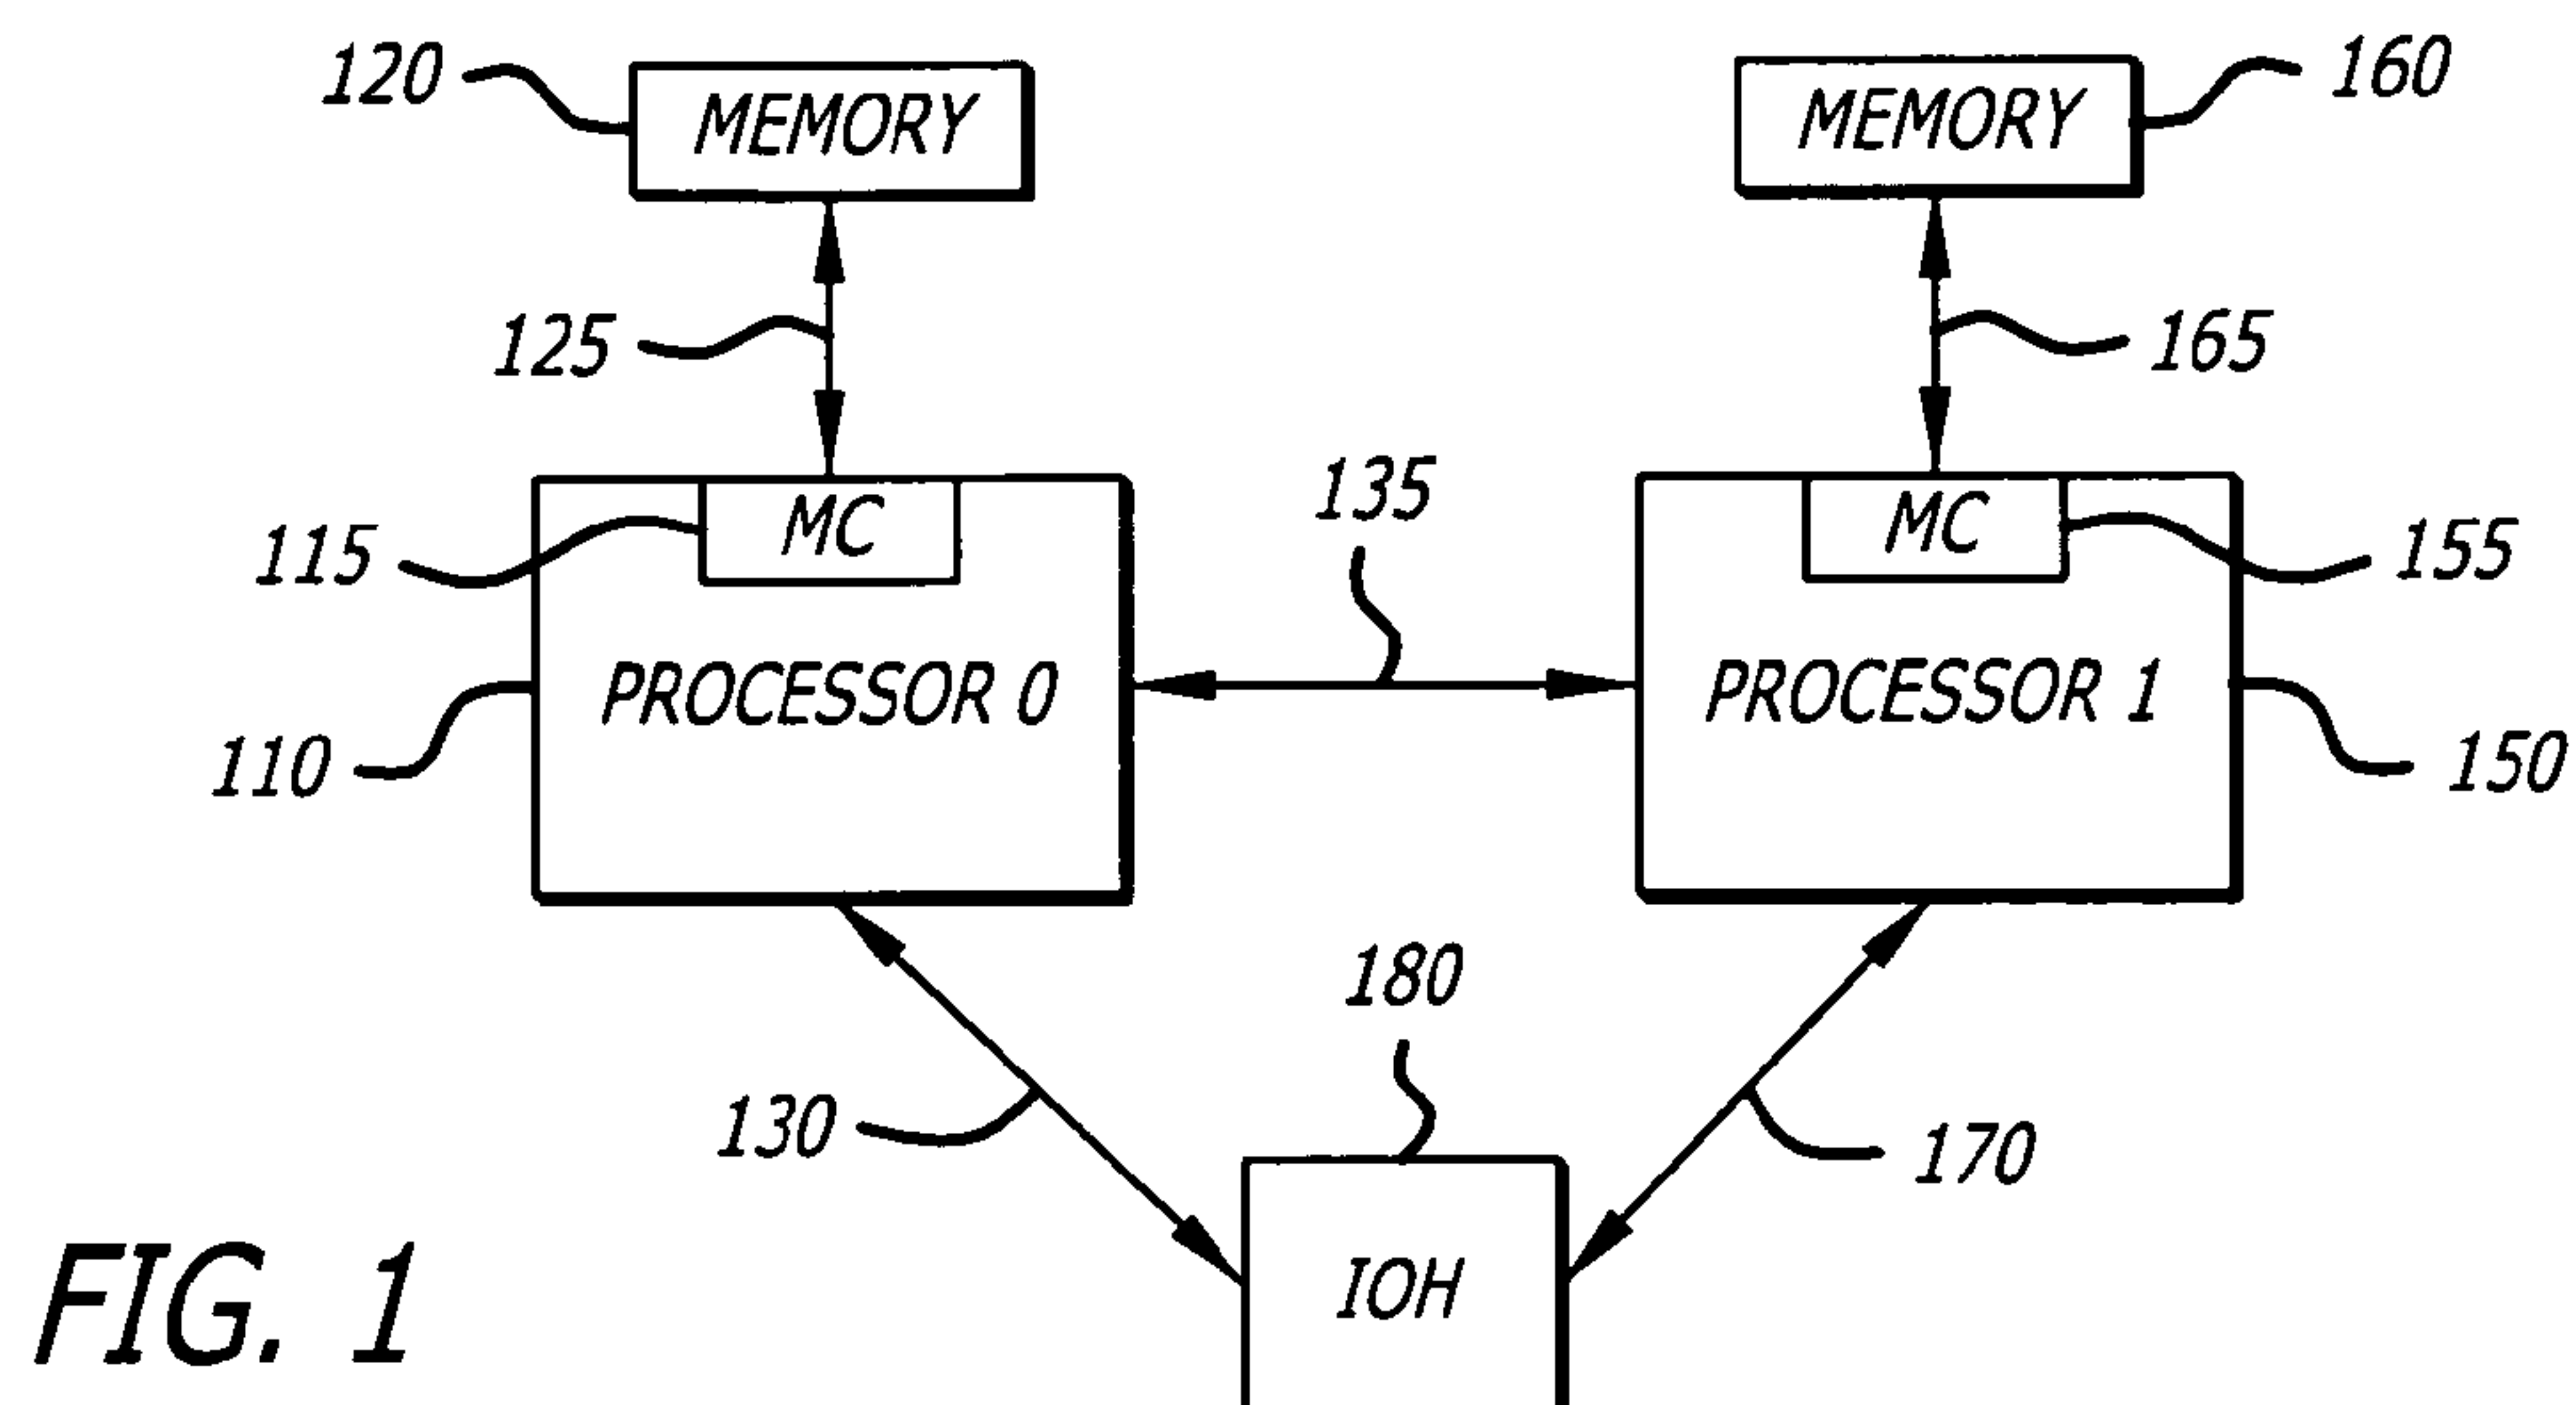 120 MEMORY MEMORY 160
125 165
MC 135 MC
115 155
PROCESSOR 0 PROCESSOR 1
110 150
180
130 170
IOH
FIG. 1